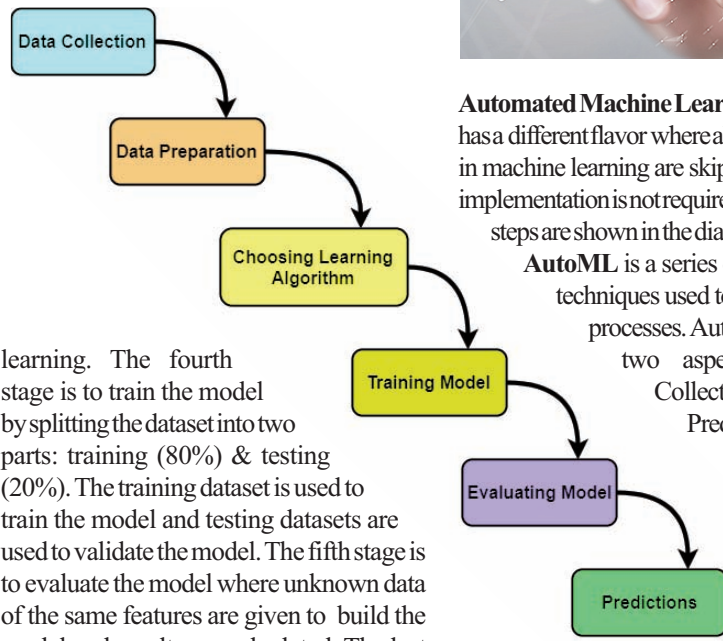 Data Collection
Data Preparation
Choosing Learning
Algorithm
Training Model
Evaluating Model
Predictions
learning. The fourth
stage is to train the model
by splitting the dataset into two
parts: training (80%) & testing
(20%). The training dataset is used to
train the model and testing datasets are
used to validate the model. The fifth stage is
to evaluate the model where unknown data
of the same features are given to build the
Automated Machine Lear
has a different flavor where a
in machine learning are skip
implementation is not require
steps are shown in the dia
AutoML is a series
techniques used to
processes. Aut
two aspe
Collect
Pred